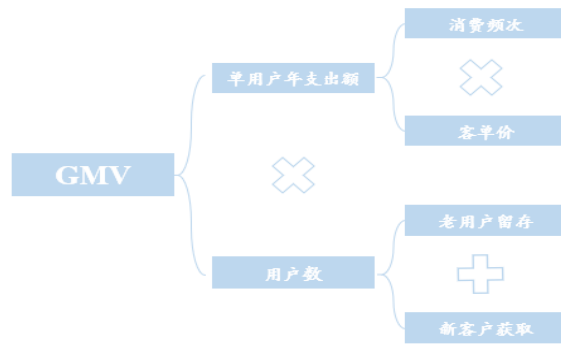 消费频次
单用户年支出额
客单价
GMV
老用户留存
用户数
新客户获取